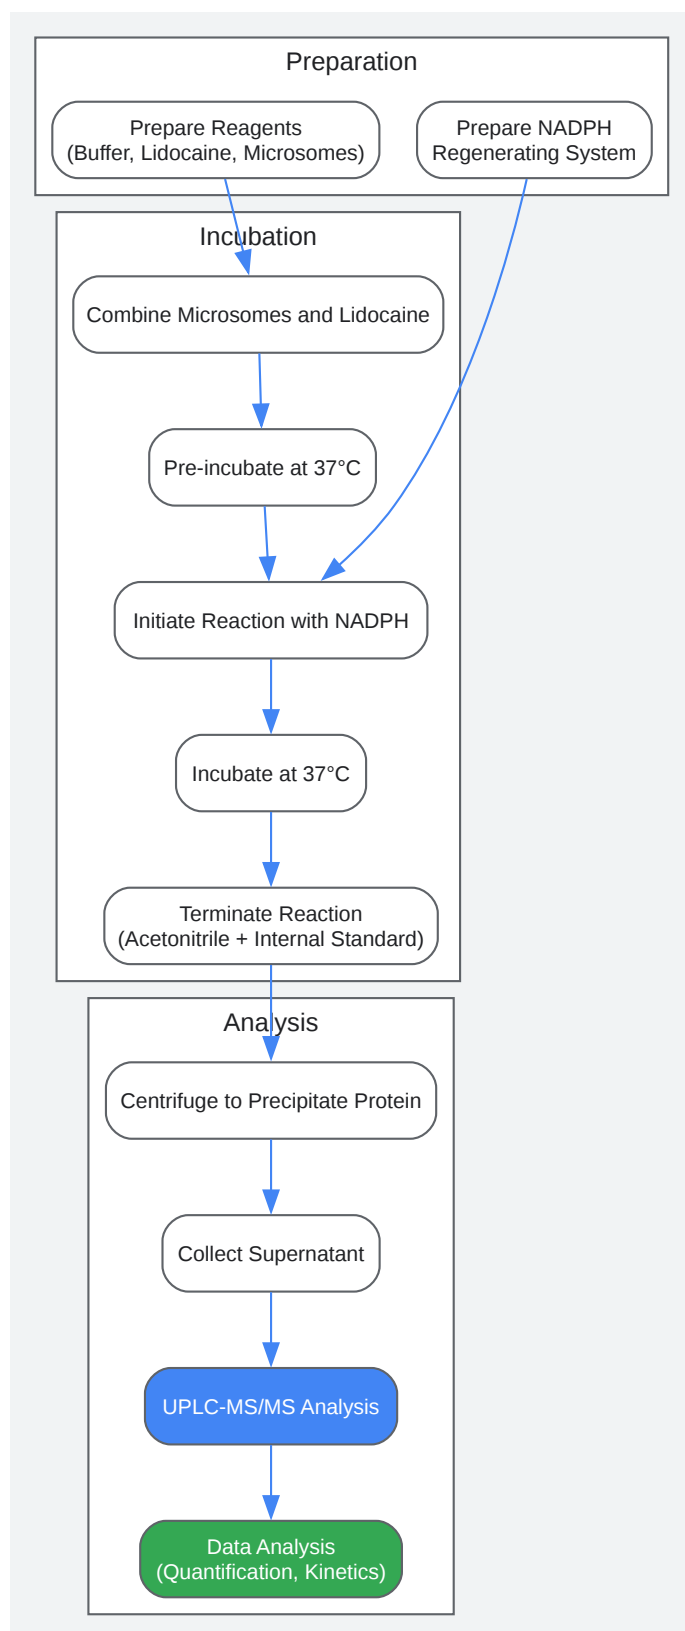 Preparation
Prepare Reagents
(Buffer, Lidocaine, Microsomes)
Prepare NADPH
Regenerating System
Incubation
Combine Microsomes and Lidocaine
Pre-incubate at 37°C
Initiate Reaction with NADPH
Incubate at 37°C
Terminate Reaction
(Acetonitrile + Internal Standard)
Analysis
Centrifuge to Precipitate Protein
Collect Supernatant
UPLC-MS/MS Analysis
Data Analysis
(Quantification, Kinetics)